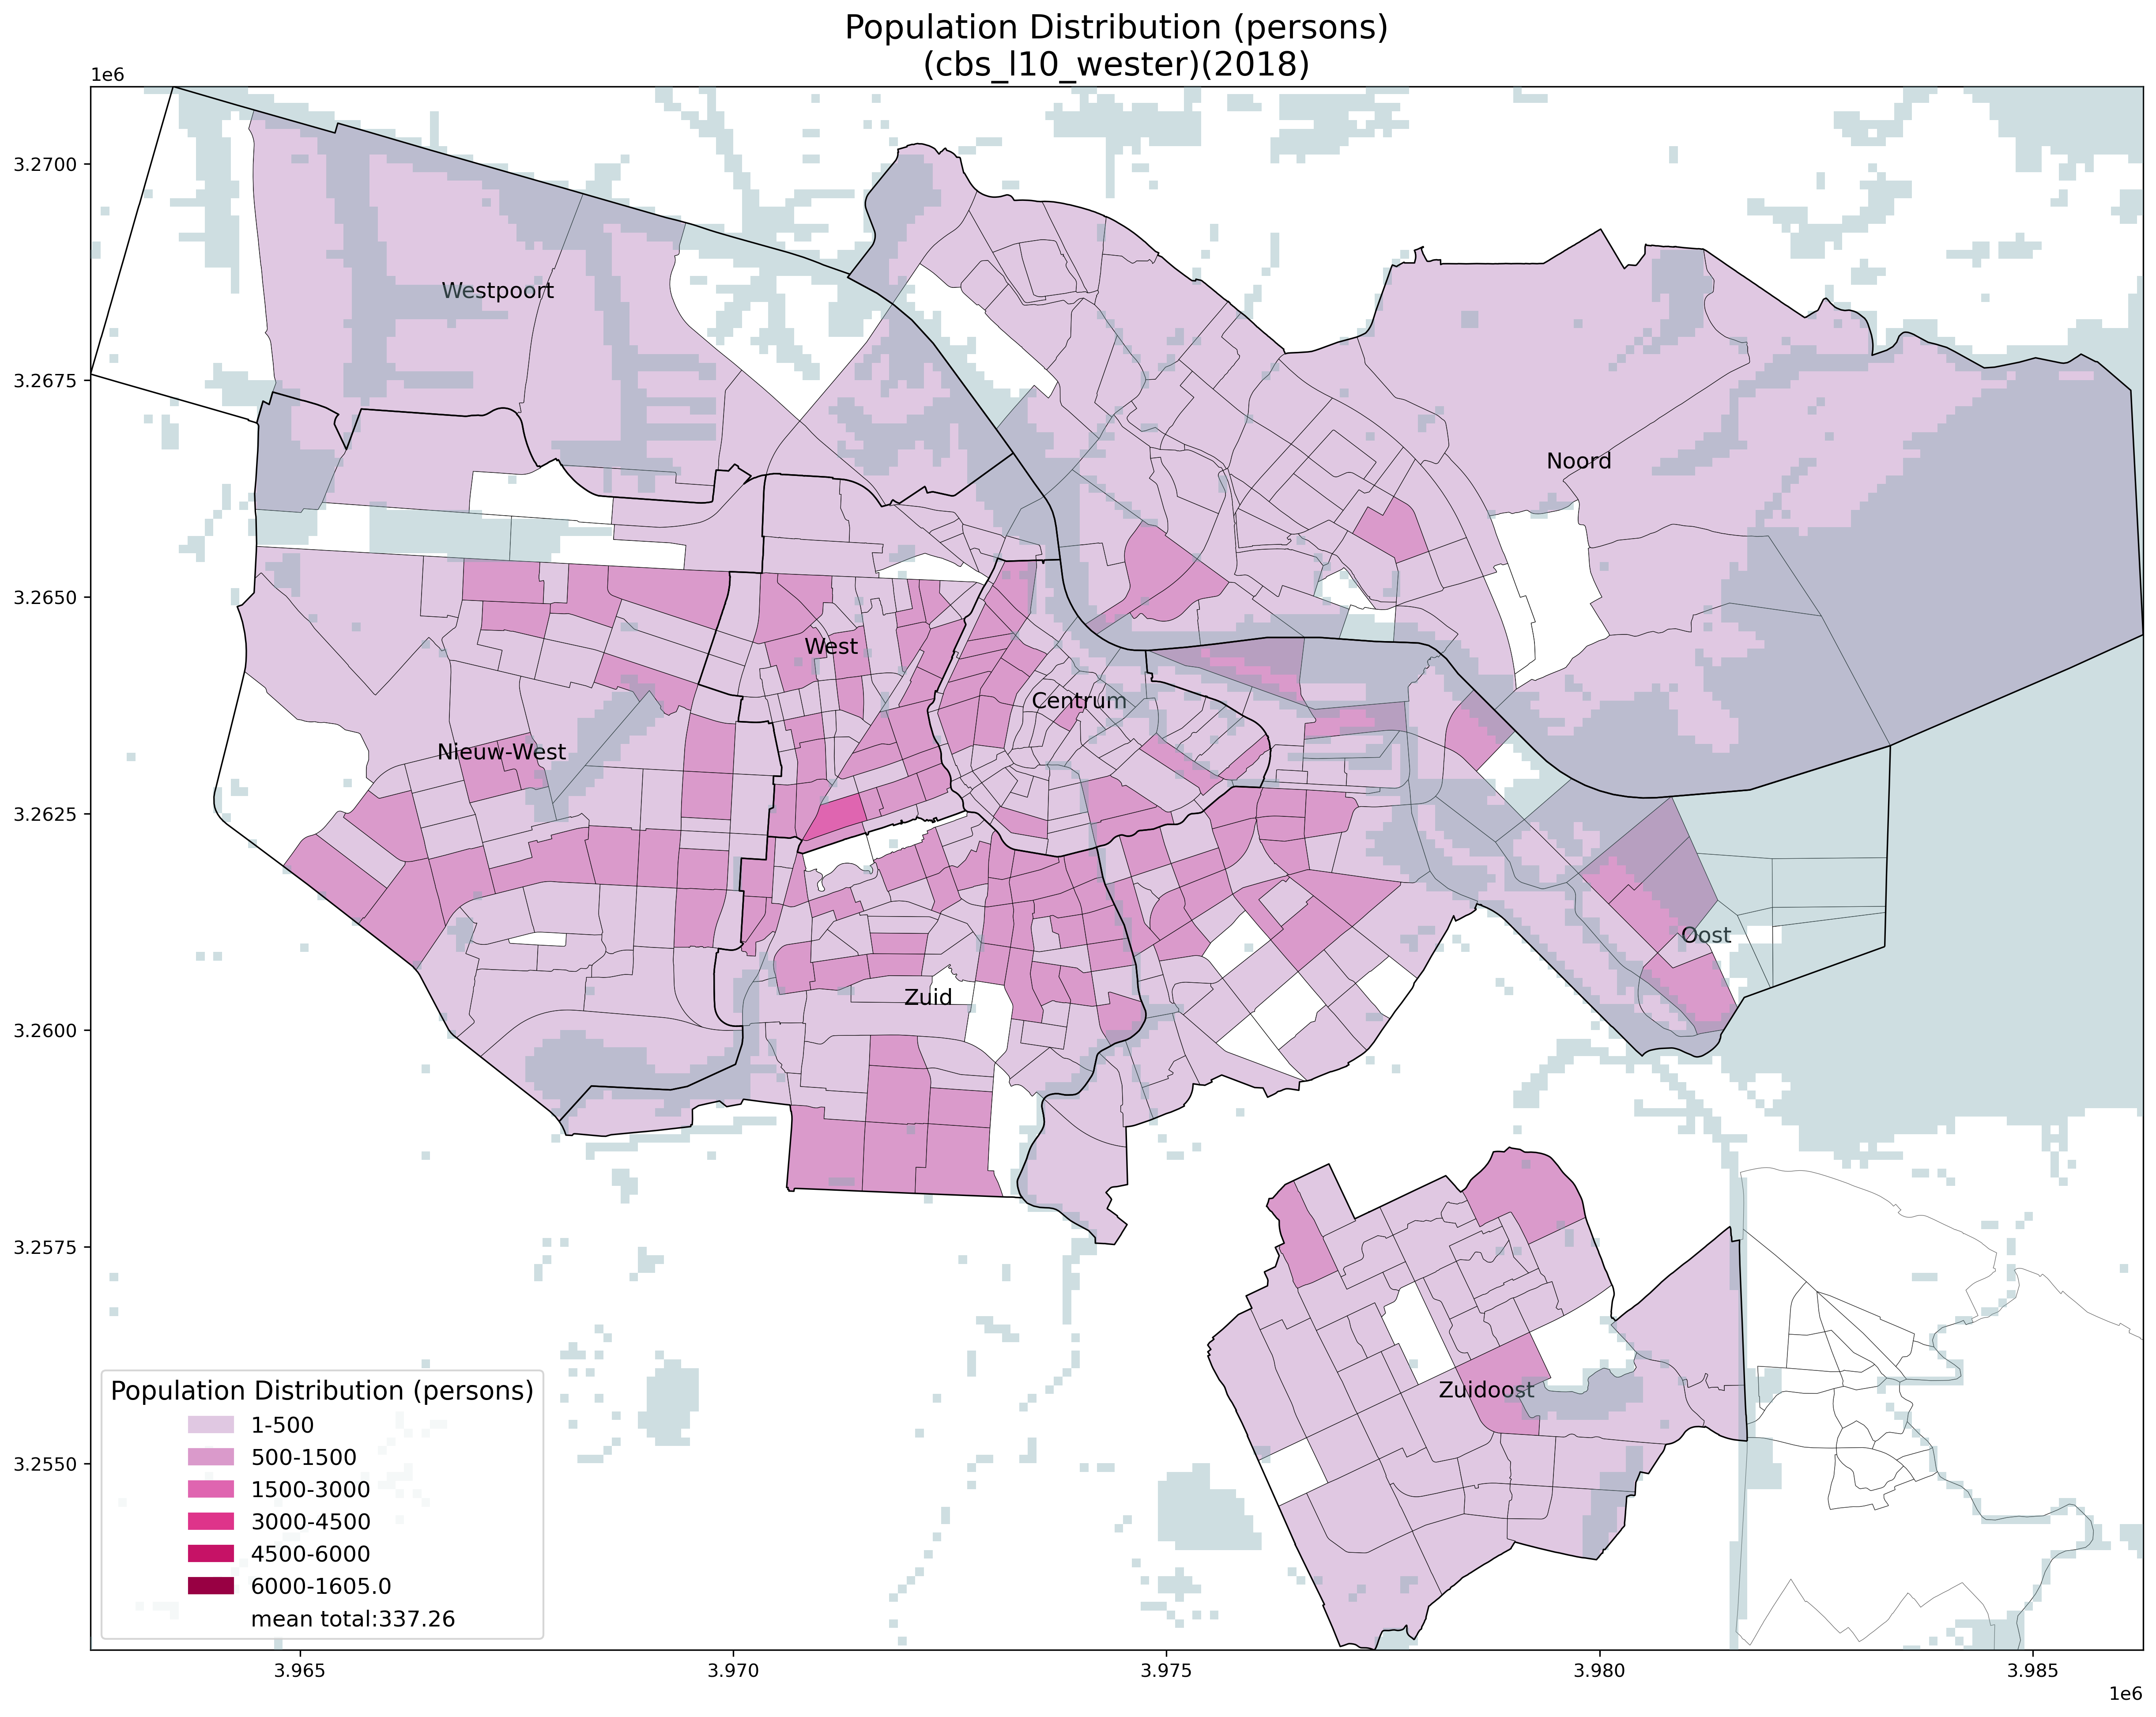 Population Distribution (persons)
(cbs_l10_wester)(2018)
1e6
3.2700
3.2675
3.2650
3.2625
3.2600
3.2575
3.2550
Westpoort
Noord
West
Centrum
Nieuw-West
Oost
Zuid
Zuidoost
Population Distribution (persons)
1-500
500-1500
1500-3000
3000-4500
4500-6000
6000-1605.0
mean total:337.26
3.965
3.970
3.975
3.980
3.985
1e6